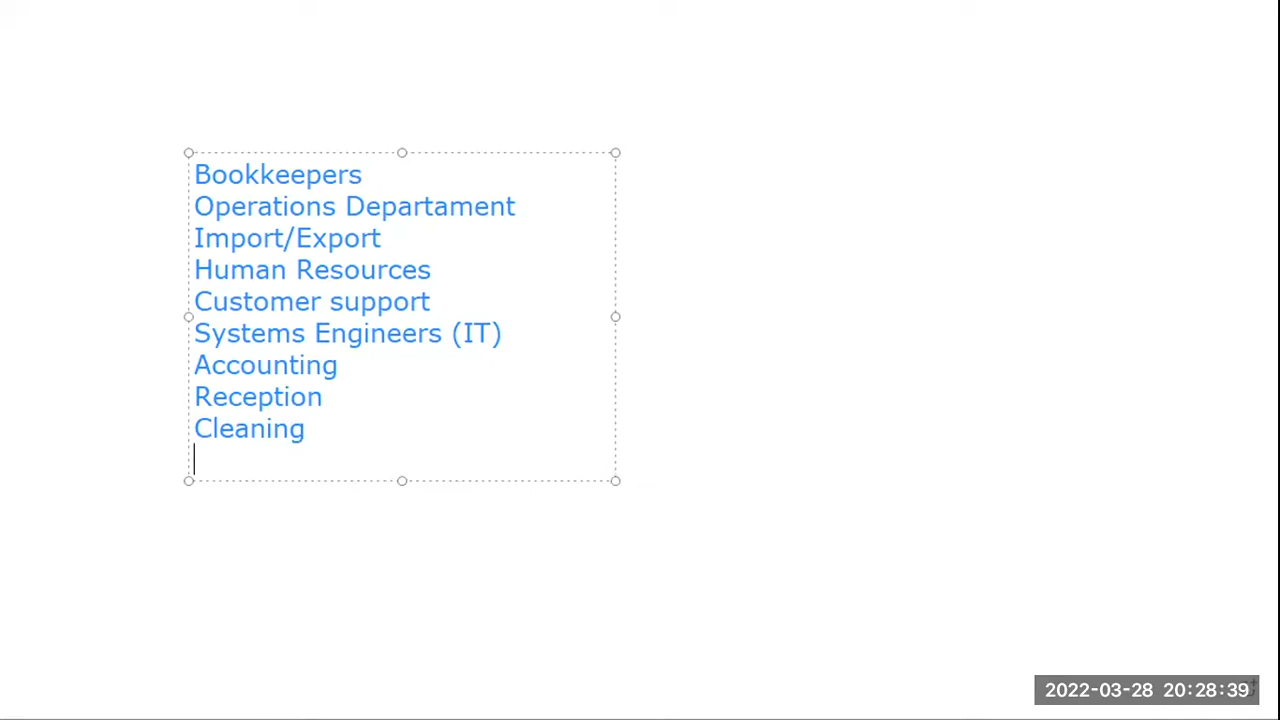 Bookkeepers
Operations Departament
Import/Export
Human Resources
Customer support
Systems Engineers (IT)
Accounting
Reception
Cleaning
2022-03-28 20:28:39